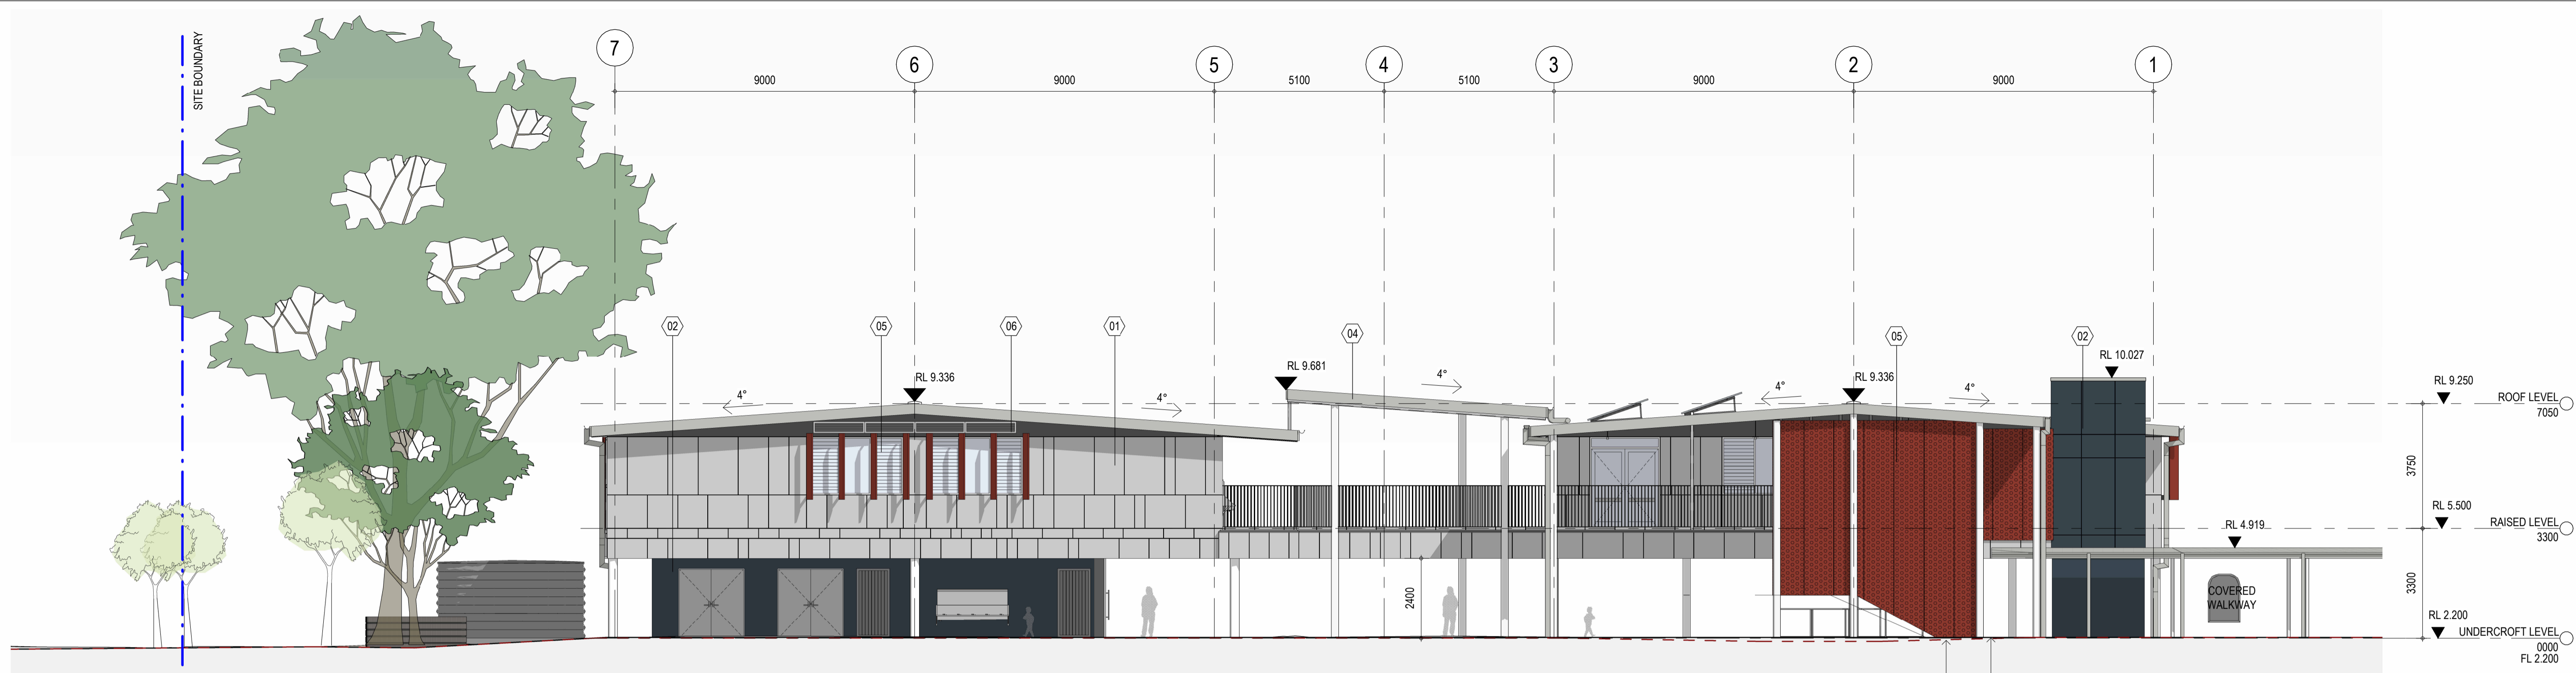 SITE BOUNDARY
7
6
5
4
3
2
1
9000
9000
5100
5100
9000
9000
02
05
06
01
04
05
02
RL 9.336
RL 9.681
RL 9.336
RL 10.027
4°
4°
4°
4°
4°
RL 9.250
ROOF LEVEL
7050
3750
RL 5.500
RAISED LEVEL
3300
RL 4.919
2400
3300
COVERED
WALKWAY
RL 2.200
UNDERCROFT LEVEL
0000
FL 2.200